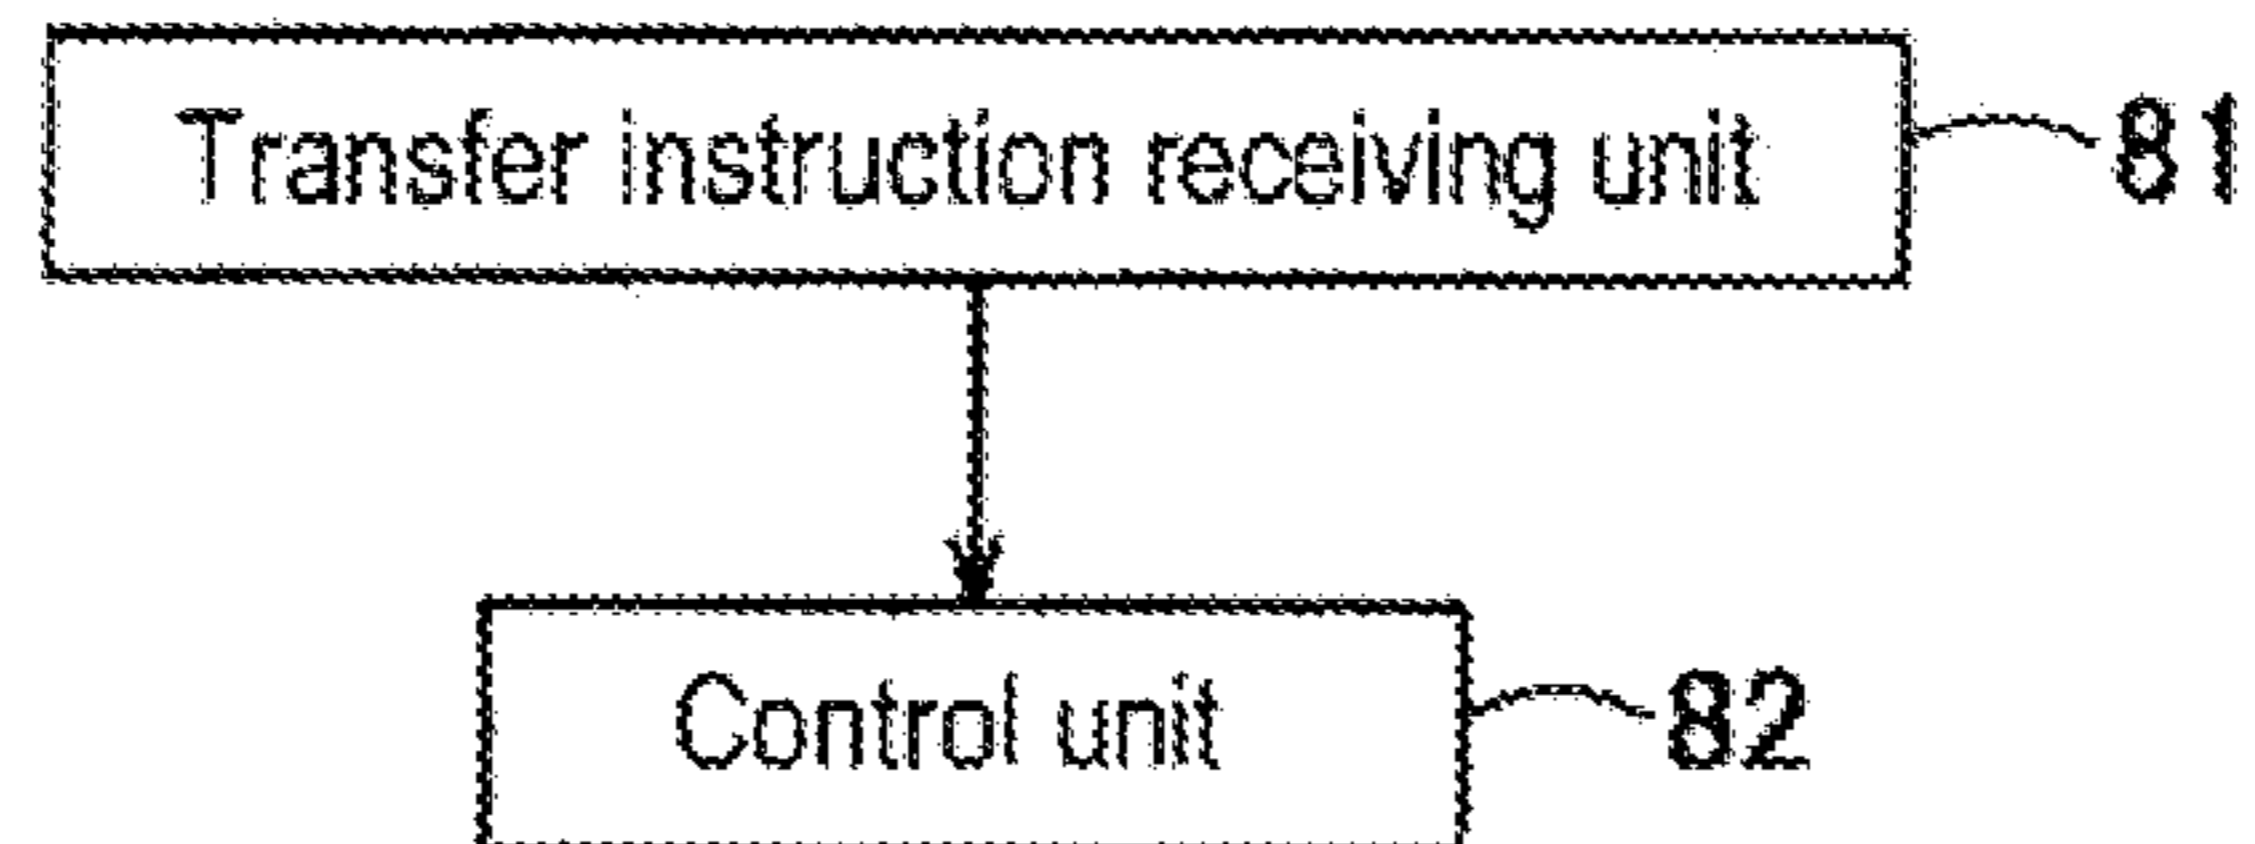 Transfer instruction receiving unit 81
Control unit 82